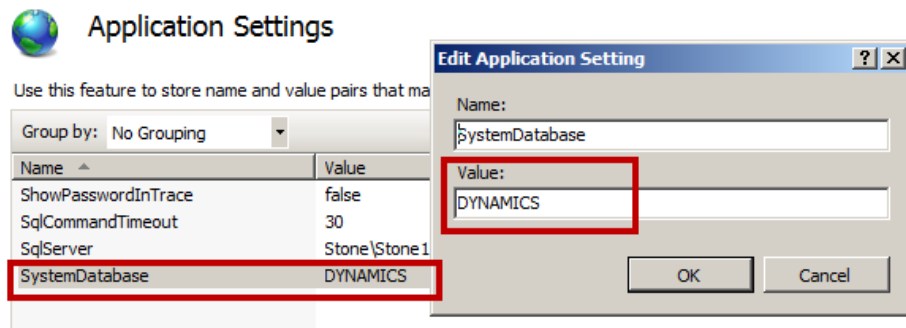 Application Settings
Use this feature to store name and value pairs that ma
Group by: No Grouping
Name Value
ShowPasswordInTrace false
SqlCommandTimeout 30
SqlServer Stone\Stone1
SystemDatabase DYNAMICS
Edit Application Setting
Name:
SystemDatabase
Value:
DYNAMICS
OK Cancel